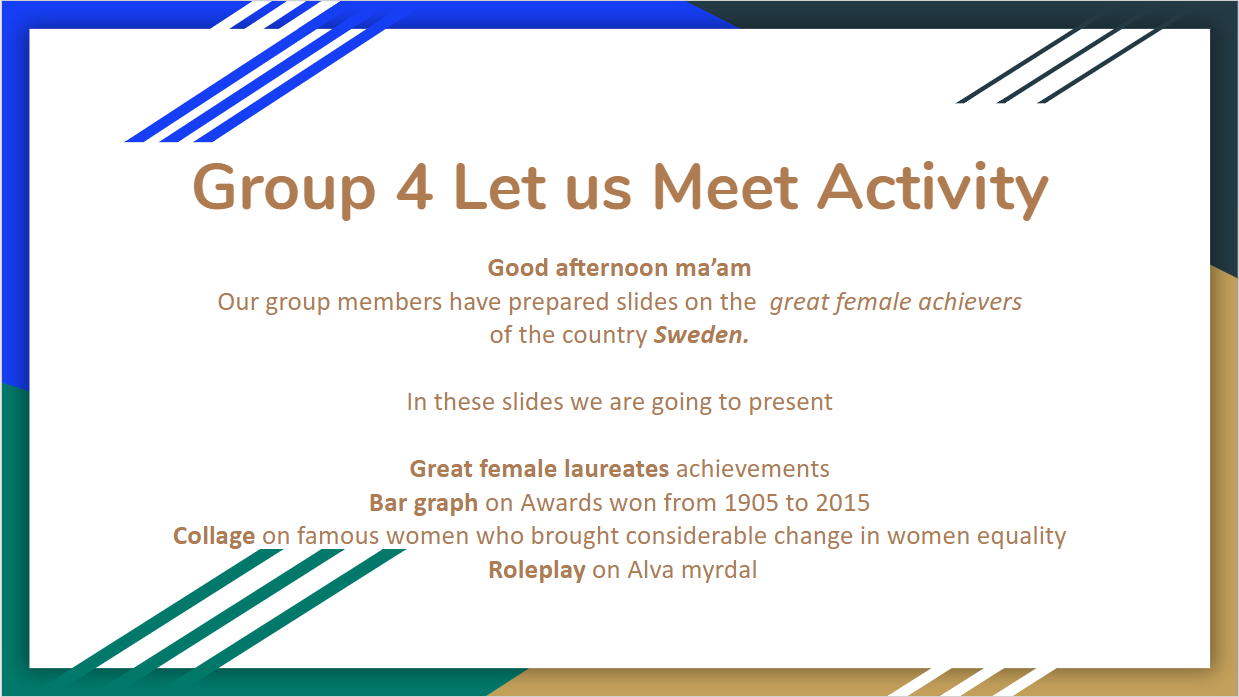 Group 4 Let us Meet Activity
Good afternoon ma’am
Our group members have prepared slides on the great female achievers
of the country Sweden.
In these slides we are going to present
Great female laureates achievements
Bar graph on Awards won from 1905 to 2015
Collage on famous women who brought considerable change in women equality
Roleplay on Alva myrdal